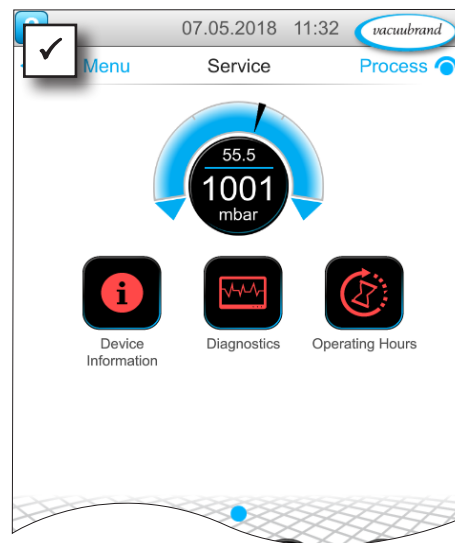 07.05.2018 11:32 vacuubrand
Menu Service Process
55.5
1001
mbar
Device
Information
Diagnostics
Operating Hours